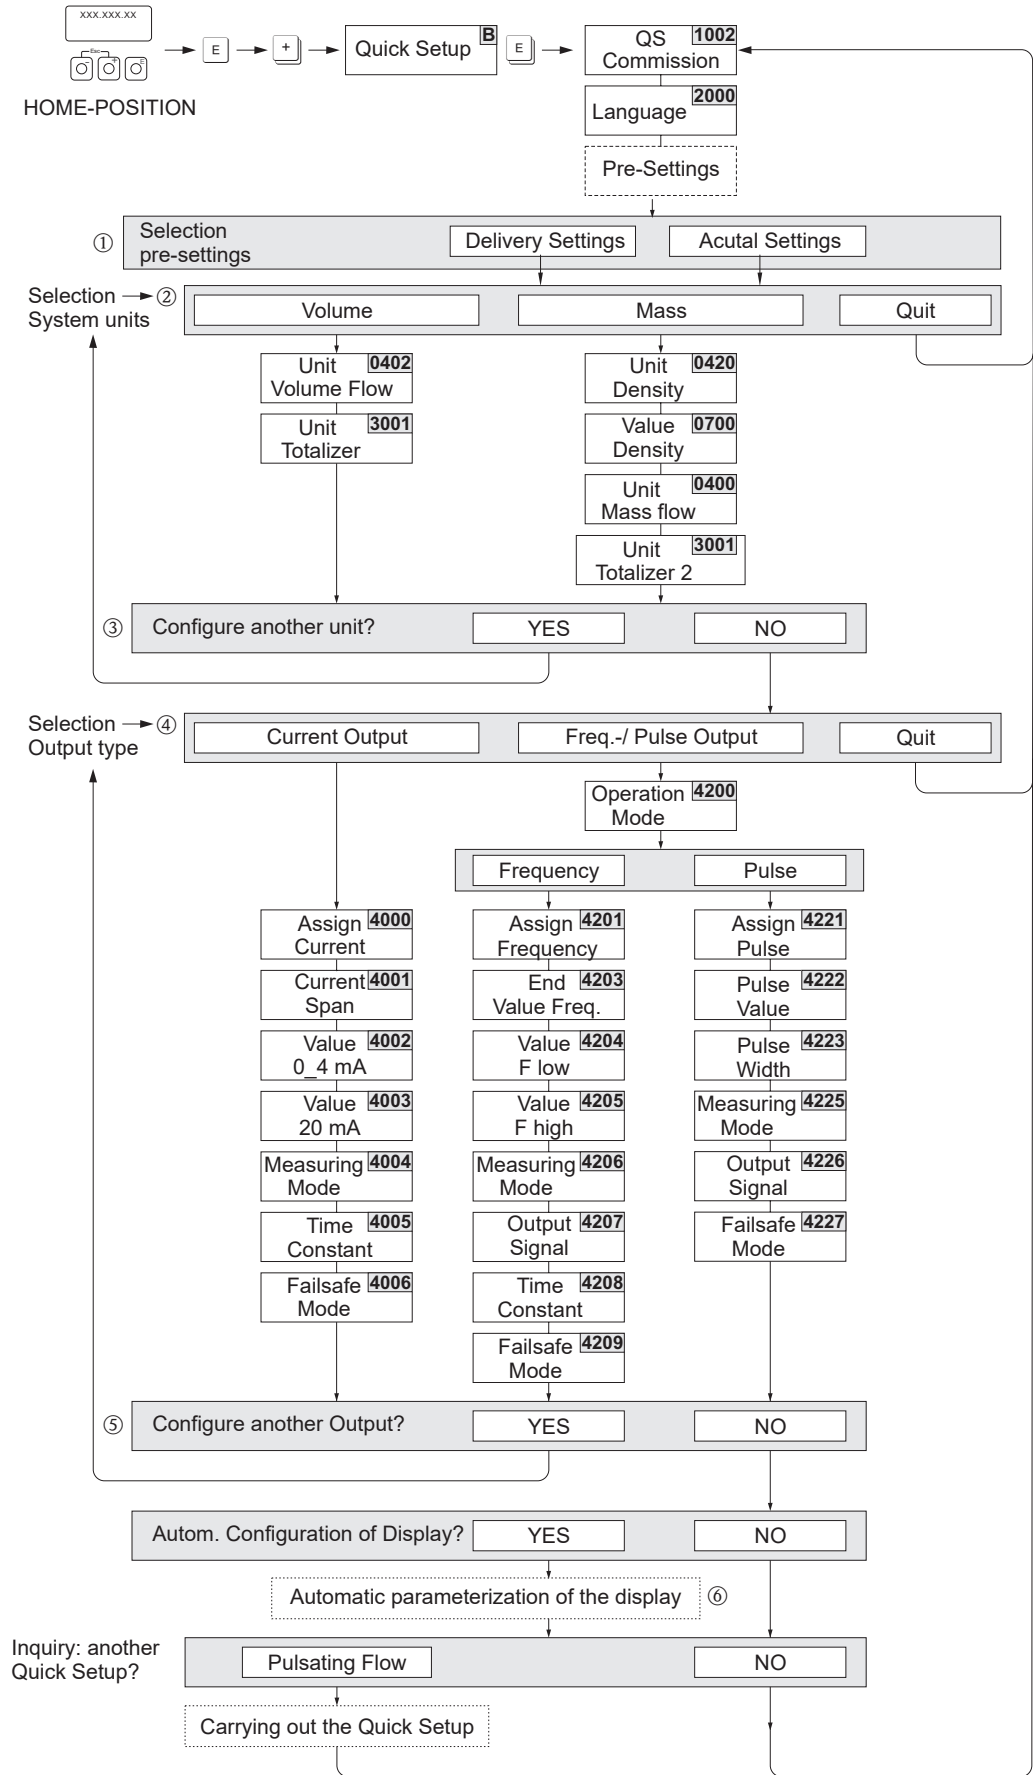 xxx.xxx.xx
Esc
- + E
E
+
Quick Setup B
E
QS 1002
Commission
HOME-POSITION
Language 2000
Pre-Settings
① Selection
pre-settings
Delivery Settings
Acutal Settings
Selection
System units
②
Volume
Mass
Quit
Unit 0402
Volume Flow
Unit 0420
Density
Unit 3001
Totalizer
Value 0700
Density
Unit 0400
Mass flow
Unit 3001
Totalizer 2
③ Configure another unit?
YES
NO
Selection
Output type
④
Current Output
Freq.-/ Pulse Output
Quit
Operation 4200
Mode
Frequency
Pulse
Assign 4000
Current
Current 4001
Span
Value 4002
0_4 mA
Value 4003
20 mA
Measuring 4004
Mode
Time 4005
Constant
Failsafe 4006
Mode
Assign 4201
Frequency
End 4203
Value Freq.
Value 4204
F low
Value 4205
F high
Measuring 4206
Mode
Output 4207
Signal
Time 4208
Constant
Failsafe 4209
Mode
Assign 4221
Pulse
Pulse 4222
Value
Pulse 4223
Width
Measuring 4225
Mode
Output 4226
Signal
Failsafe 4227
Mode
⑤ Configure another Output?
YES
NO
Autom. Configuration of Display?
YES
NO
Automatic parameterization of the display ⑥
Inquiry: another
Quick Setup?
Pulsating Flow
NO
Carrying out the Quick Setup